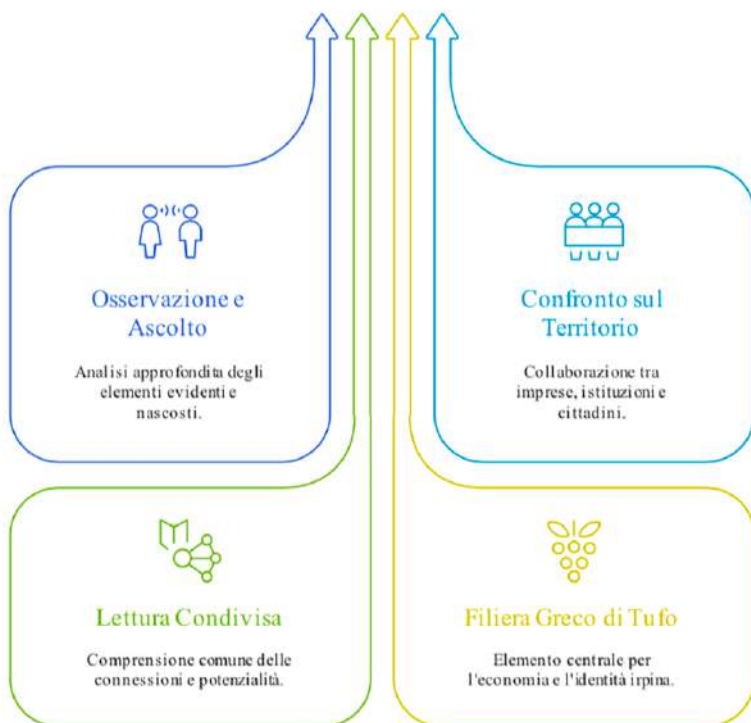 Osservazione e
Ascolto
Analisi approfondita degli
elementi evidenti e
nascosti.
Confronto sul
Territorio
Collaborazione tra
imprese, istituzioni e
cittadini.
Lettura Condivisa
Comprensione comune delle
connessioni e potenzialità.
Filiera Greco di Tufo
Elemento centrale per
l'economia e l'identità irpina.